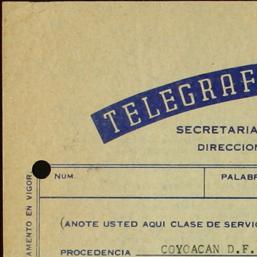 TELEGRAF
SECRETARIA
DIRECCION
NUM.
PALABR
(ANOTE USTED AQUI CLASE DE SERVIC
PROCEDENCIA COYOACAN D.F.
AMENTO EN VIGOR